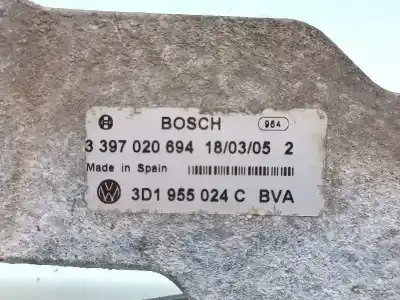 BOSCH 964
3 397 020 694 18/03/05 2
Made in Spain
3D1 955 024 C BVA